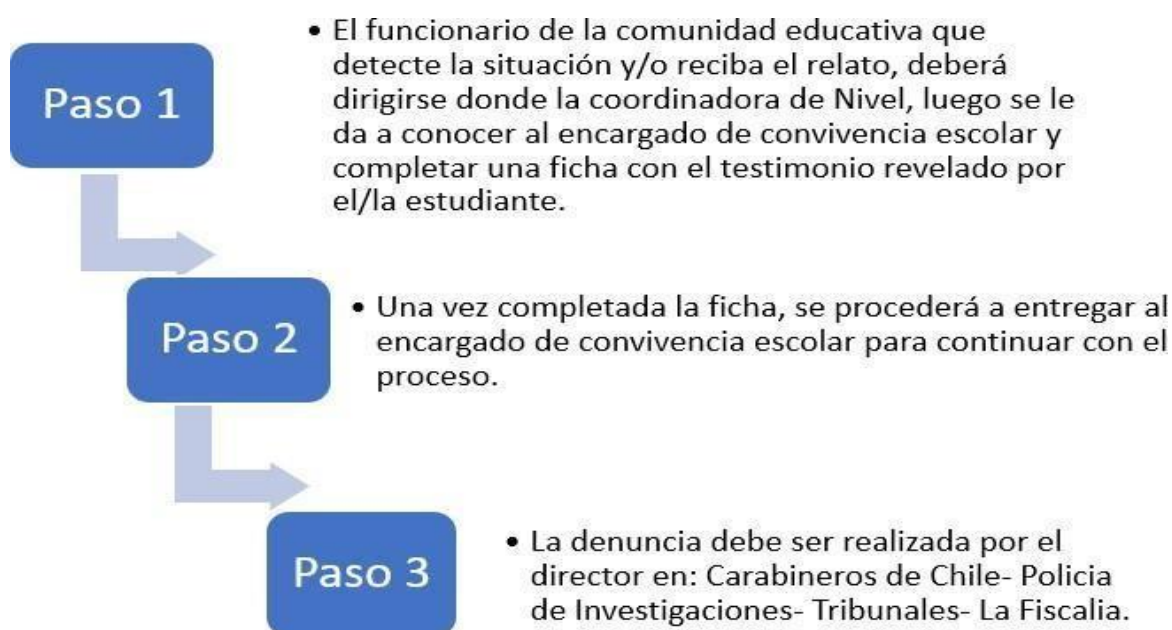 Paso 1
• El funcionario de la comunidad educativa que
detecte la situación y/o reciba el relato, deberá
dirigirse donde la coordinadora de Nivel, luego se le
da a conocer al encargado de convivencia escolar y
completar una ficha con el testimonio revelado por
el/la estudiante.
Paso 2
• Una vez completada la ficha, se procederá a entregar al
encargado de convivencia escolar para continuar con el
proceso.
Paso 3
• La denuncia debe ser realizada por el
director en: Carabineros de Chile- Policia
de Investigaciones- Tribunales- La Fiscalia.